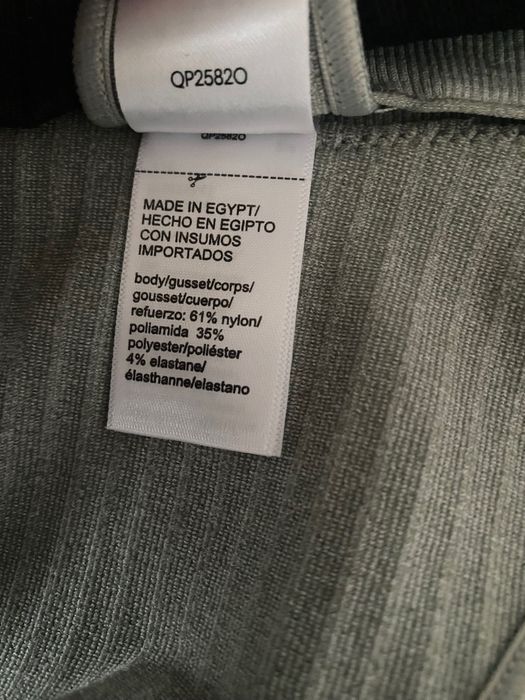 QP2582O
QP2582O
MADE IN EGYPT/
HECHO EN EGIPTO
CON INSUMOS
IMPORTADOS
body/gusset/corps/
gousset/cuerpo/
refuerzo: 61% nylon/
poliamida 35%
polyester/poliéster
4% elastane/
élasthanne/elastano